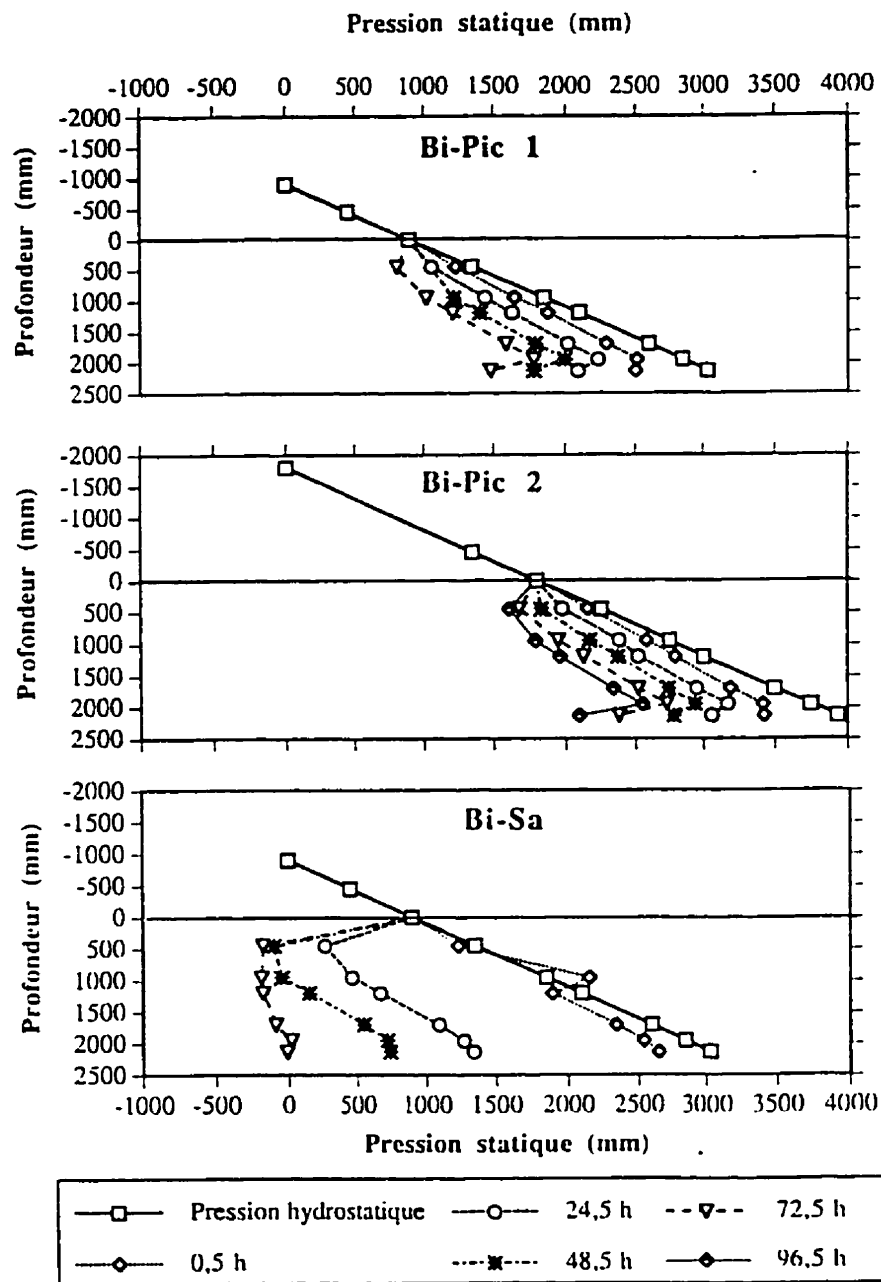 Pression statique (mm)
-1000 -500 0 500 1000 1500 2000 2500 3000 3500 4000
-2000
-1500
-1000
-500
0
500
1000
1500
2000
2500
Profondeur (mm)
Bi-Pic 1
-2000
-1500
-1000
-500
0
500
1000
1500
2000
2500
Profondeur (mm)
Bi-Pic 2
-2000
-1500
-1000
-500
0
500
1000
1500
2000
2500
Profondeur (mm)
Bi-Sa
-1000 -500 0 500 1000 1500 2000 2500 3000 3500 4000
Pression statique (mm)
Pression hydrostatique 24,5 h 72,5 h
0,5 h 48,5 h 96,5 h